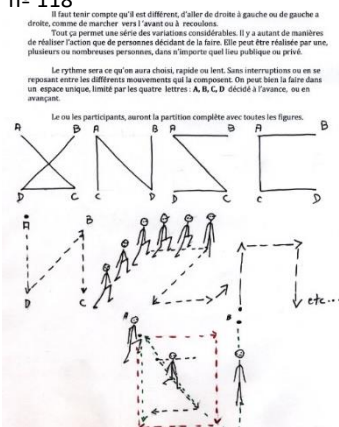 n- 118
Il faut tenir compte qu'il est différent, d'aller de droite à gauche ou de gauche a
droite, comme de marcher vers l'avant ou à recoulons.
Tout ça permet une série des variations considérables. Il y a autant de manières
de réaliser l'action que de personnes décidant de la faire. Elle peut être réalisée par une,
plusieurs ou nombreuses personnes, dans n'importe quel lieu publique ou privé.
Le rythme sera ce qu'on aura choisi, rapide ou lent. Sans interruptions ou en se
reposant entre les différents mouvements qui la composent. On peut bien la faire dans
un espace unique, limité par les quatre lettres : A, B, C, D décidé à l'avance, ou en
avançant.
Le ou les participants, auront la partition complète avec toutes les figures.
A B A B A B A B
D C C D D C C D
A B
D C
etc...
A B